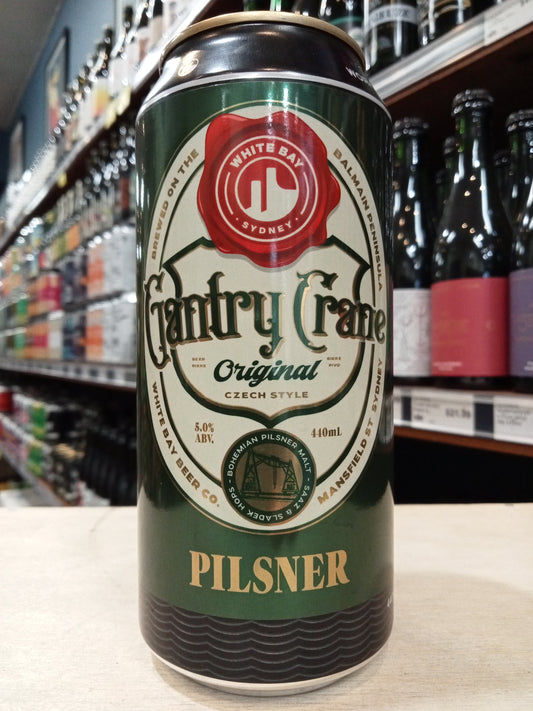 WHITE BAY
SYDNEY
BREWED ON THE
BALMAIN PENINSULA
Gantry Crane
BEER
BIERE
Original
BIERE
PIVO
CZECH STYLE
5.0%
ABV.
440mL
BOHEMIAN PILSNER MALT -
SAAZ & SLADEK HOPS -
WHITE BAY BEER CO.
MANSFIELD ST SYDNEY
PILSNER